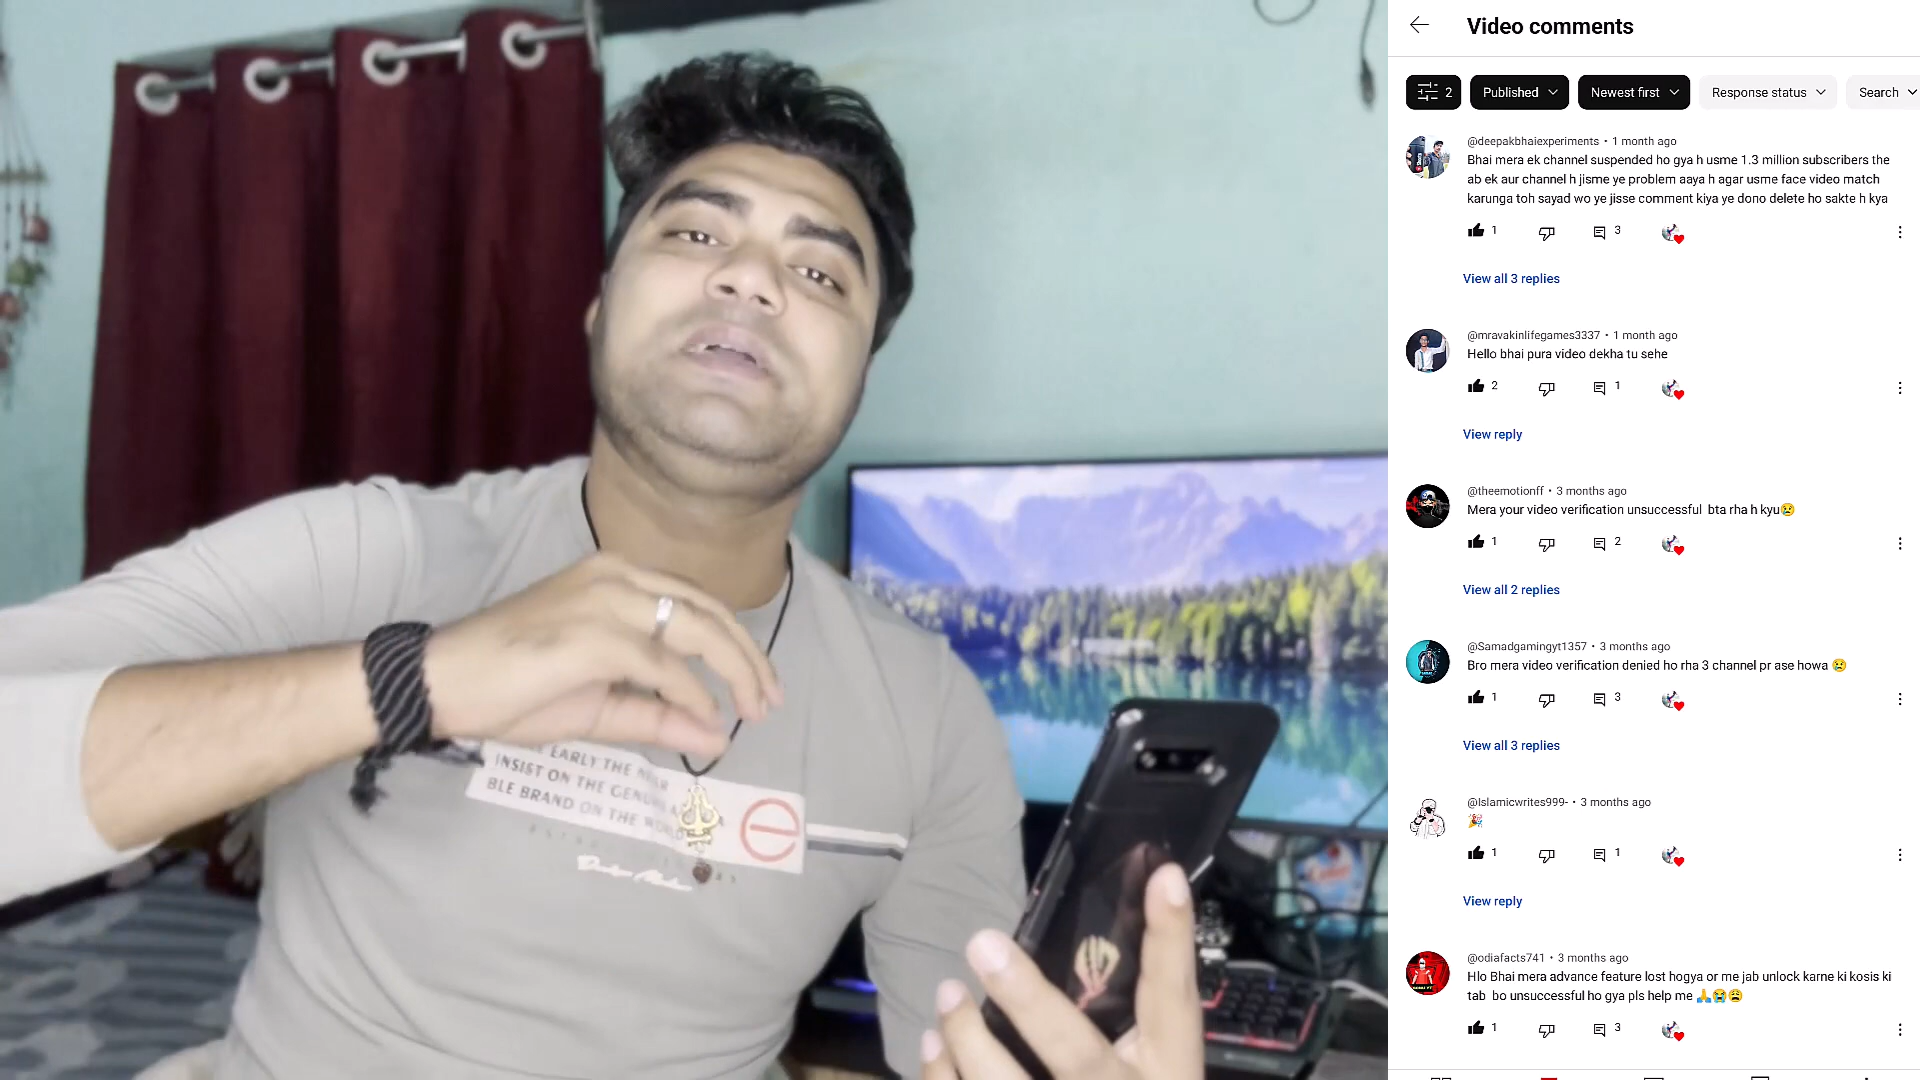 Video comments
2
Published
Newest first
Response status
Search
@deepakbhaiexperiments • 1 month ago
Bhai mera ek channel suspended ho gya h usme 1.3 million subscribers the
ab ek aur channel h jisme ye problem aaya h agar usme face video match
karunga toh sayad wo ye jisse comment kiya ye dono delete ho sakte h kya
1 3
View all 3 replies
@mravakinlifegames3337 • 1 month ago
Hello bhai pura video dekha tu sehe
2 1
View reply
@theemotionff • 3 months ago
Mera your video verification unsuccessful bta rha h kyu😢
1 2
View all 2 replies
@Samadgamingyt1357 • 3 months ago
Bro mera video verification denied ho rha 3 channel pr ase howa 😢
1 3
View all 3 replies
@Islamicwrites999- • 3 months ago
🎉
1 1
View reply
@odiafacts741 • 3 months ago
Hlo Bhai mera advance feature lost hogya or me jab unlock karne ki kosis ki
tab bo unsuccessful ho gya pls help me 🙏😭😩
1 3
EARLY THE
INSIST ON THE
BLE BRAND ON THE